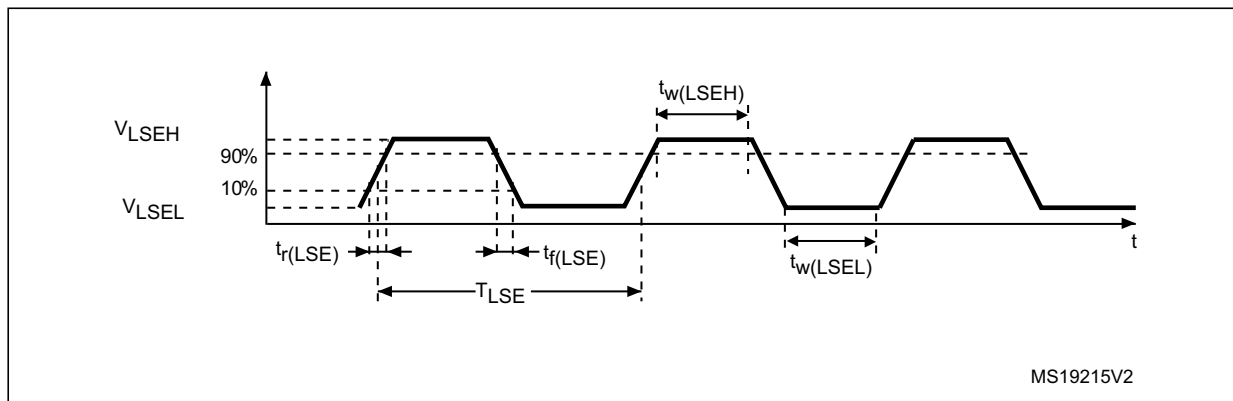 tw(LSEH)
VLSEH
90%
10%
VLSEL
tr(LSE)
tf(LSE)
tw(LSEL)
t
TLSE
MS19215V2